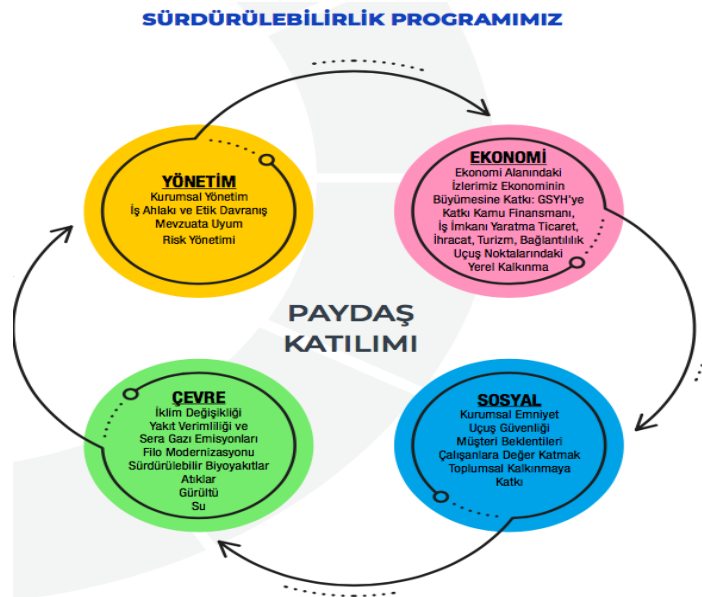 SÜRDÜRÜLEBİLİRLİK PROGRAMIMIZ
YÖNETİM
Kurumsal Yönetim
İş Ahlakı ve Etik Davranış
Mevzuata Uyum
Risk Yönetimi
EKONOMİ
Ekonomi Alanındaki
İzlerimiz Ekonominin
Büyümesine Katkı: GSYH'ye
Katkı Kamu Finansmanı,
İş İmkanı Yaratma Ticaret,
İhracat, Turizm, Bağlantılılık
Uçuş Noktalarındaki
Yerel Kalkınma
PAYDAŞ
KATILIMI
ÇEVRE
İklim Değişikliği
Yakıt Verimliliği ve
Sera Gazı Emisyonları
Filo Modernizasyonu
Sürdürülebilir Biyoyakıtlar
Atıklar
Gürültü
Su
SOSYAL
Kurumsal Emniyet
Uçuş Güvenliği
Müşteri Beklentileri
Çalışanlara Değer Katmak
Toplumsal Kalkınmaya
Katkı